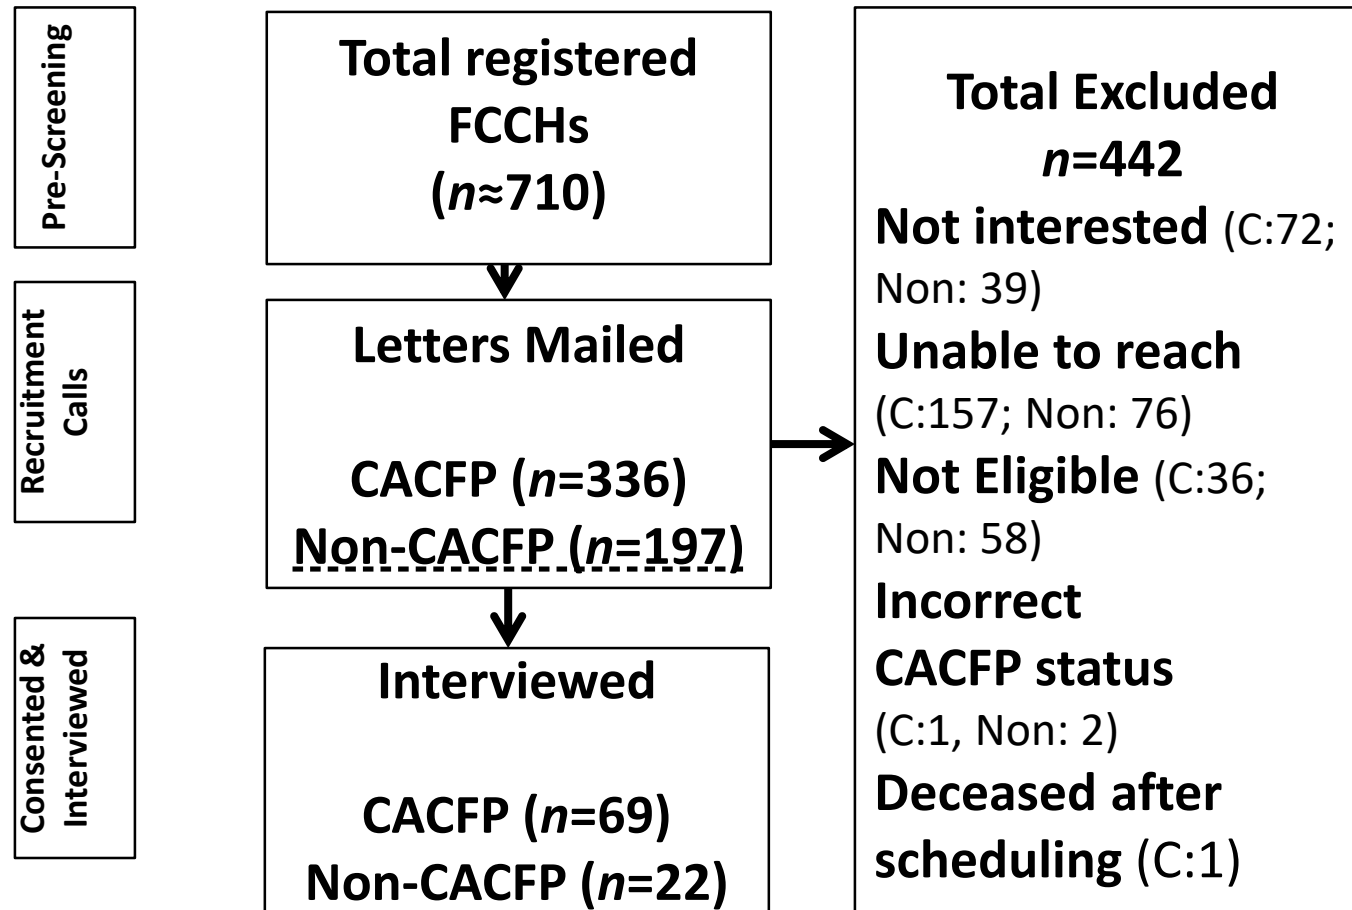 Pre-Screening
Total registered
FCCHs
(n≈710)
Recruitment
Calls
Letters Mailed
CACFP (n=336)
Non-CACFP (n=197)
Consented &
Interviewed
Interviewed
CACFP (n=69)
Non-CACFP (n=22)
Total Excluded
n=442
Not interested (C:72;
Non: 39)
Unable to reach
(C:157; Non: 76)
Not Eligible (C:36;
Non: 58)
Incorrect
CACFP status
(C:1, Non: 2)
Deceased after
scheduling (C:1)